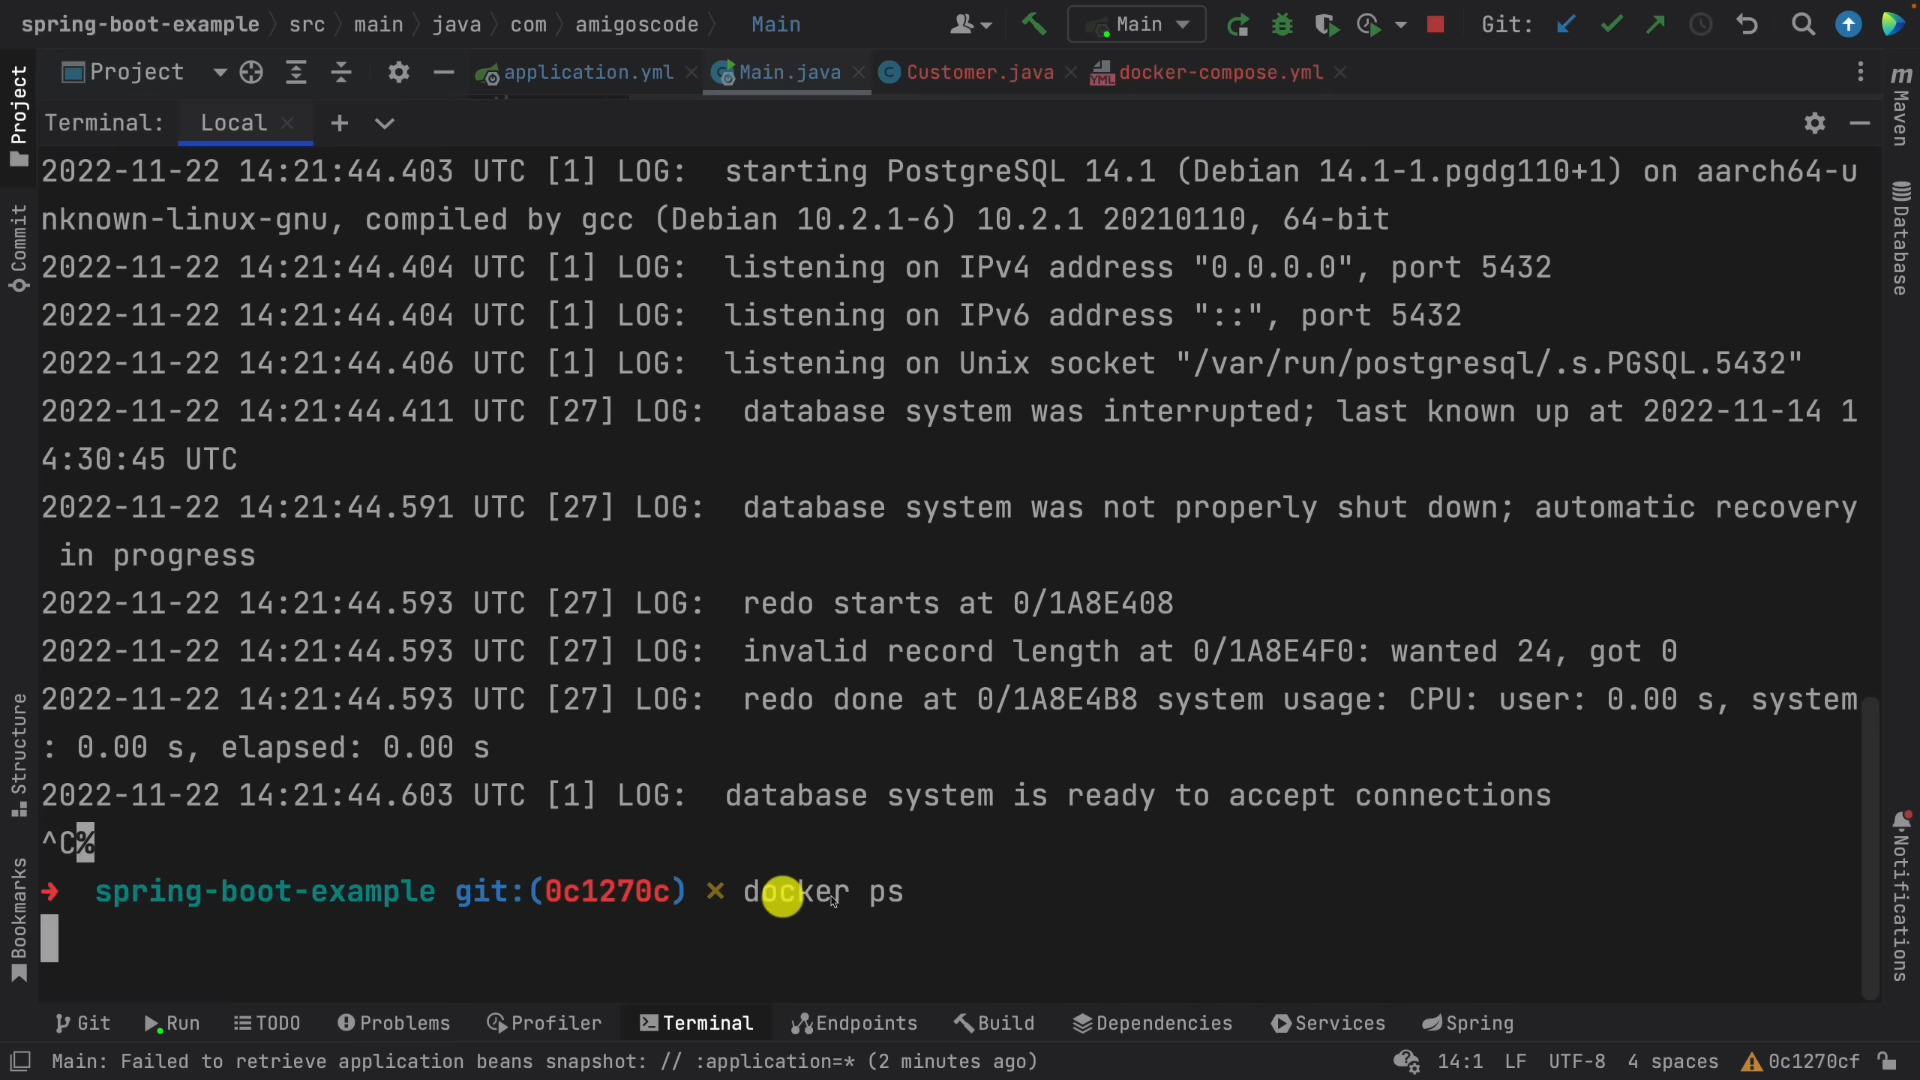 spring-boot-example 〉 src 〉 main 〉 java 〉 com 〉 amigoscode 〉 Main Main Git:
Project application.yml Main.java Customer.java docker-compose.yml
Terminal: Local
2022-11-22 14:21:44.403 UTC [1] LOG:  starting PostgreSQL 14.1 (Debian 14.1-1.pgdg110+1) on aarch64-u
nknown-linux-gnu, compiled by gcc (Debian 10.2.1-6) 10.2.1 20210110, 64-bit
2022-11-22 14:21:44.404 UTC [1] LOG:  listening on IPv4 address "0.0.0.0", port 5432
2022-11-22 14:21:44.404 UTC [1] LOG:  listening on IPv6 address "::", port 5432
2022-11-22 14:21:44.406 UTC [1] LOG:  listening on Unix socket "/var/run/postgresql/.s.PGSQL.5432"
2022-11-22 14:21:44.411 UTC [27] LOG:  database system was interrupted; last known up at 2022-11-14 1
4:30:45 UTC
2022-11-22 14:21:44.591 UTC [27] LOG:  database system was not properly shut down; automatic recovery
 in progress
2022-11-22 14:21:44.593 UTC [27] LOG:  redo starts at 0/1A8E408
2022-11-22 14:21:44.593 UTC [27] LOG:  invalid record length at 0/1A8E4F0: wanted 24, got 0
2022-11-22 14:21:44.593 UTC [27] LOG:  redo done at 0/1A8E4B8 system usage: CPU: user: 0.00 s, system
: 0.00 s, elapsed: 0.00 s
2022-11-22 14:21:44.603 UTC [1] LOG:  database system is ready to accept connections
^C%
➜  spring-boot-example git:(0c1270c) ✗ docker ps
Project
Commit
Structure
Bookmarks
Maven
Database
Notifications
Git Run TODO Problems Profiler Terminal Endpoints Build Dependencies Services Spring
Main: Failed to retrieve application beans snapshot: // :application=* (2 minutes ago) 14:1 LF UTF-8 4 spaces 0c1270cf